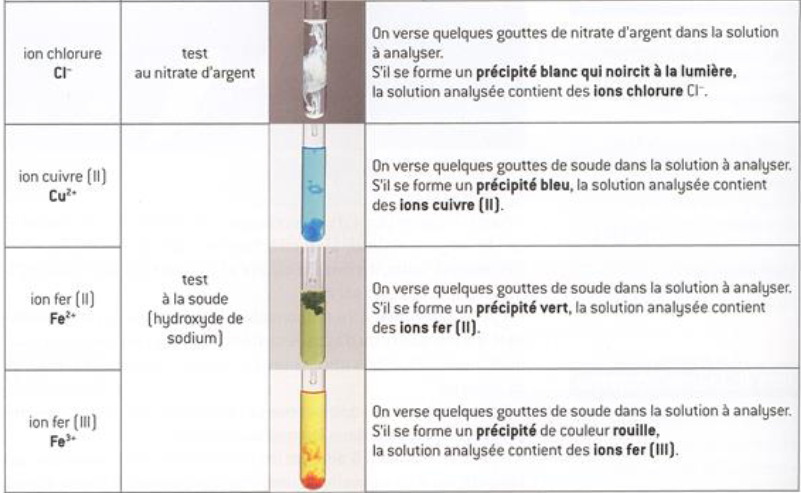 ion chlorure
Cl⁻
test
au nitrate d'argent
On verse quelques gouttes de nitrate d'argent dans la solution
à analyser.
S'il se forme un précipité blanc qui noircit à la lumière,
la solution analysée contient des ions chlorure Cl⁻.
ion cuivre (II)
Cu²⁺
On verse quelques gouttes de soude dans la solution à analyser.
S'il se forme un précipité bleu, la solution analysée contient
des ions cuivre (II).
test
à la soude
(hydroxyde de
sodium)
ion fer (II)
Fe²⁺
On verse quelques gouttes de soude dans la solution à analyser.
S'il se forme un précipité vert, la solution analysée contient
des ions fer (II).
ion fer (III)
Fe³⁺
On verse quelques gouttes de soude dans la solution à analyser.
S'il se forme un précipité de couleur rouille,
la solution analysée contient des ions fer (III).